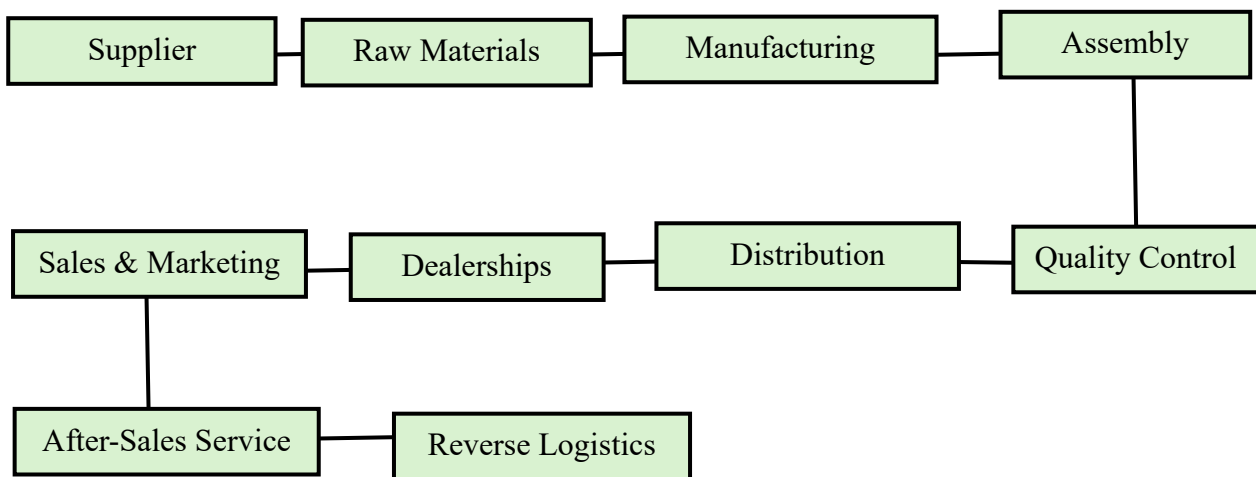 Supplier
Raw Materials
Manufacturing
Assembly
Sales & Marketing
Dealerships
Distribution
Quality Control
After-Sales Service
Reverse Logistics